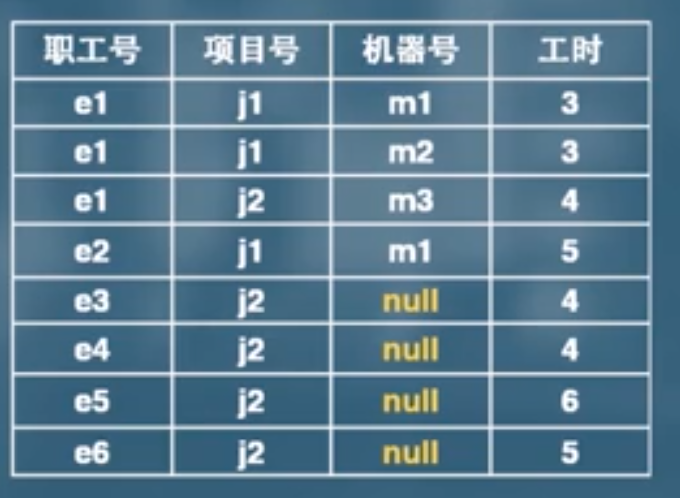 职工号 项目号 机器号 工时
e1 j1 m1 3
e1 j1 m2 3
e1 j2 m3 4
e2 j1 m1 5
e3 j2 null 4
e4 j2 null 4
e5 j2 null 6
e6 j2 null 5